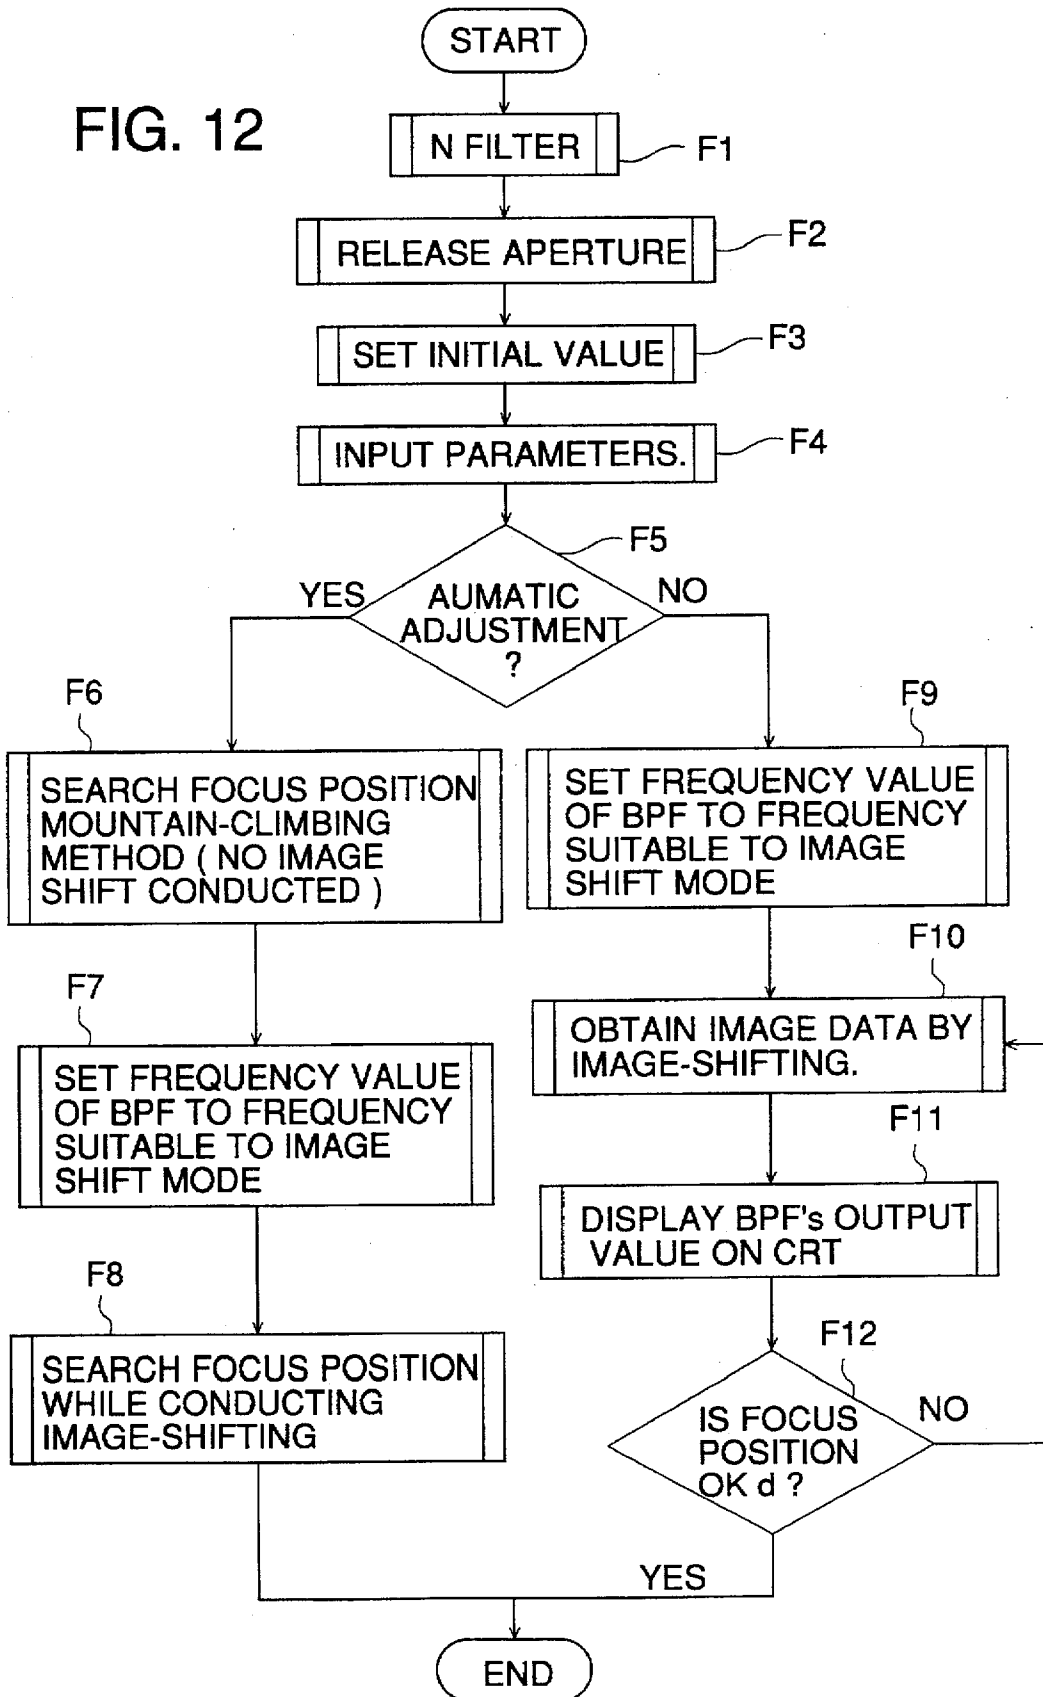 START
FIG. 12
N FILTER
F1
RELEASE APERTURE
F2
SET INITIAL VALUE
F3
INPUT PARAMETERS.
F4
F5
YES
AUMATIC
ADJUSTMENT
?
NO
F6
SEARCH FOCUS POSITION
MOUNTAIN-CLIMBING
METHOD ( NO IMAGE
SHIFT CONDUCTED )
F7
SET FREQUENCY VALUE
OF BPF TO FREQUENCY
SUITABLE TO IMAGE
SHIFT MODE
F8
SEARCH FOCUS POSITION
WHILE CONDUCTING
IMAGE-SHIFTING
F9
SET FREQUENCY VALUE
OF BPF TO FREQUENCY
SUITABLE TO IMAGE
SHIFT MODE
F10
OBTAIN IMAGE DATA BY
IMAGE-SHIFTING.
F11
DISPLAY BPF's OUTPUT
VALUE ON CRT
F12
IS FOCUS
POSITION
OK d ?
NO
YES
END